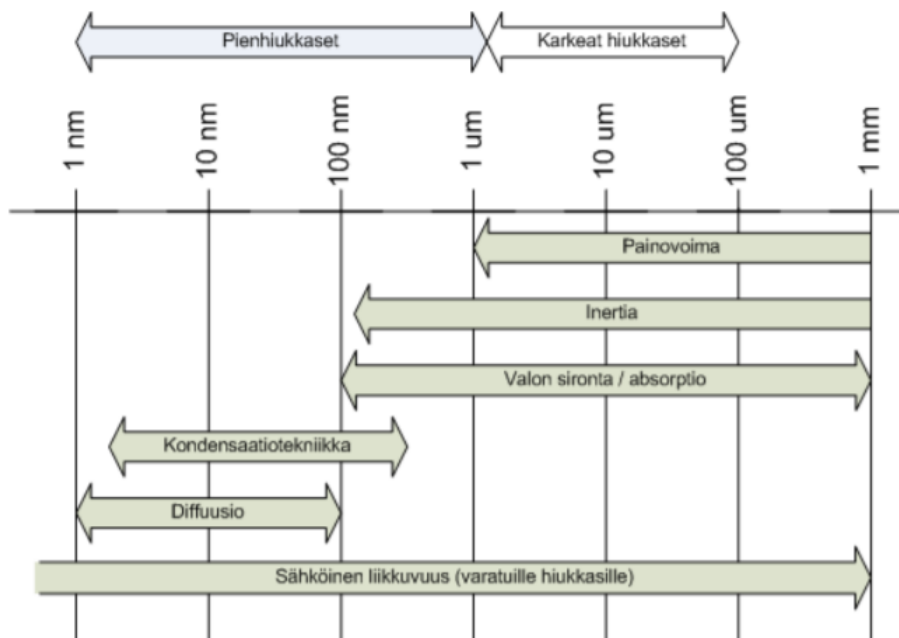 Pienhiukkaset
Karkeat hiukkaset
1 nm
10 nm
100 nm
1 um
10 um
100 um
1 mm
Painovoima
Inertia
Valon sironta / absorptio
Kondensaatiotekniikka
Diffuusio
Sähköinen liikkuvuus (varatuille hiukkasille)